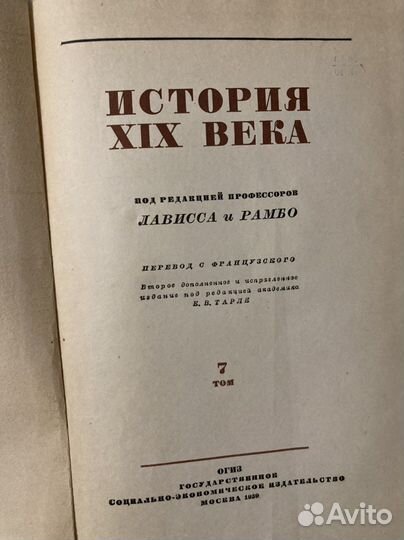 ИСТОРИЯ
XIX ВЕКА
ПОД РЕДАКЦИЕЙ ПРОФЕССОРОВ
ЛАВИССА и РАМБО
ПЕРЕВОД С ФРАНЦУЗСКОГО
Второе дополненное и исправленное
издание под редакцией академика
Е. В. ТАРЛЕ
7
ТОМ
ОГИЗ
ГОСУДАРСТВЕННОЕ
СОЦИАЛЬНО-ЭКОНОМИЧЕСКОЕ ИЗДАТЕЛЬСТВО
МОСКВА 1939
Avito